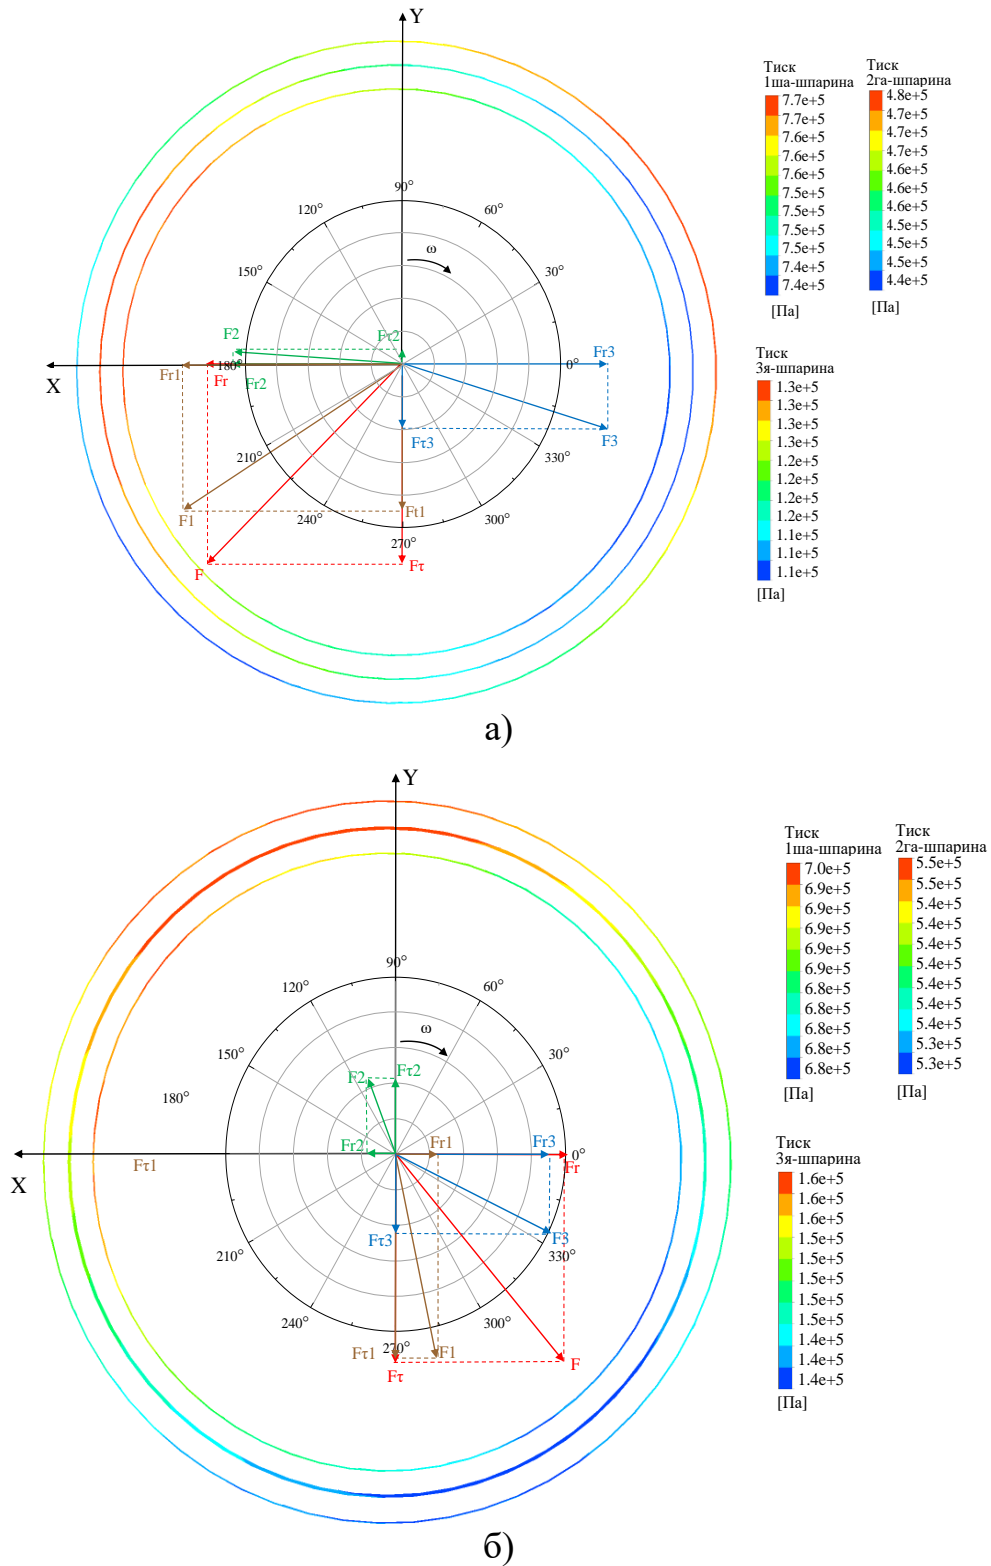 Y
Тиск
1ша-шпарина
7.7e+5
7.7e+5
7.6e+5
7.6e+5
7.6e+5
7.5e+5
7.5e+5
7.5e+5
7.4e+5
7.4e+5
[Па]
Тиск
2га-шпарина
4.8e+5
4.7e+5
4.7e+5
4.6e+5
4.6e+5
4.6e+5
4.5e+5
4.5e+5
4.5e+5
4.4e+5
[Па]
90°
120°
60°
ω
150°
30°
F2
Fr2
Fr3
X
Fr1
180°
Fr
Fr2
0°
Fτ3
F3
210°
330°
F1
240°
Ft1
300°
270°
F
Fτ
Тиск
3я-шпарина
1.3e+5
1.3e+5
1.3e+5
1.3e+5
1.2e+5
1.2e+5
1.2e+5
1.1e+5
1.1e+5
1.1e+5
[Па]
а)
Y
Тиск
1ша-шпарина
7.0e+5
6.9e+5
6.9e+5
6.9e+5
6.9e+5
6.9e+5
6.8e+5
6.8e+5
6.8e+5
6.8e+5
6.8e+5
[Па]
Тиск
2га-шпарина
5.5e+5
5.5e+5
5.4e+5
5.4e+5
5.4e+5
5.4e+5
5.4e+5
5.4e+5
5.4e+5
5.3e+5
5.3e+5
[Па]
90°
120°
60°
ω
150°
30°
180°
F2
Fτ2
Fr2
Fr1
Fr3
0°
Fr
X
Fτ1
Fτ3
F3
210°
330°
240°
300°
270°
Fτ1
F1
Fτ
F
Тиск
3я-шпарина
1.6e+5
1.6e+5
1.6e+5
1.5e+5
1.5e+5
1.5e+5
1.5e+5
1.5e+5
1.4e+5
1.4e+5
1.4e+5
[Па]
б)